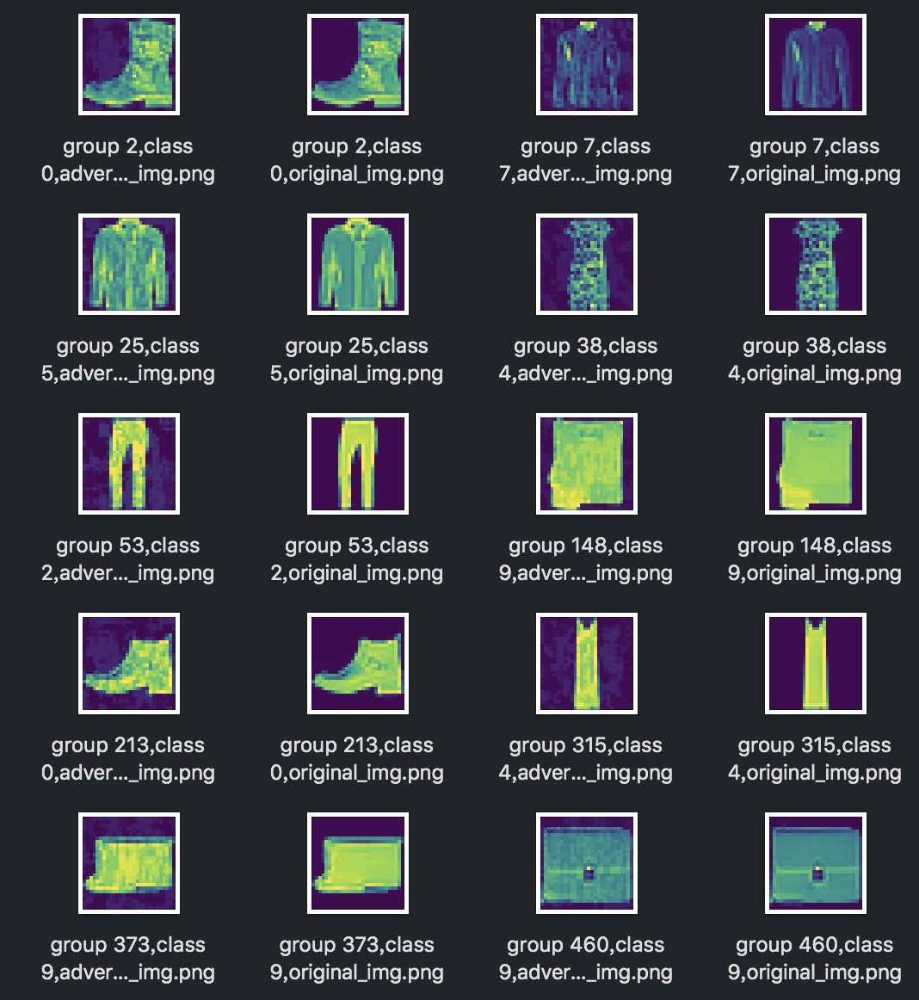 group 2,class
0,adver..._img.png
group 2,class
0,original_img.png
group 7,class
7,adver..._img.png
group 7,class
7,original_img.png
group 25,class
5,adver..._img.png
group 25,class
5,original_img.png
group 38,class
4,adver..._img.png
group 38,class
4,original_img.png
group 53,class
2,adver..._img.png
group 53,class
2,original_img.png
group 148,class
9,adver..._img.png
group 148,class
9,original_img.png
group 213,class
0,adver..._img.png
group 213,class
0,original_img.png
group 315,class
4,adver..._img.png
group 315,class
4,original_img.png
group 373,class
9,adver..._img.png
group 373,class
9,original_img.png
group 460,class
9,adver..._img.png
group 460,class
9,original_img.png